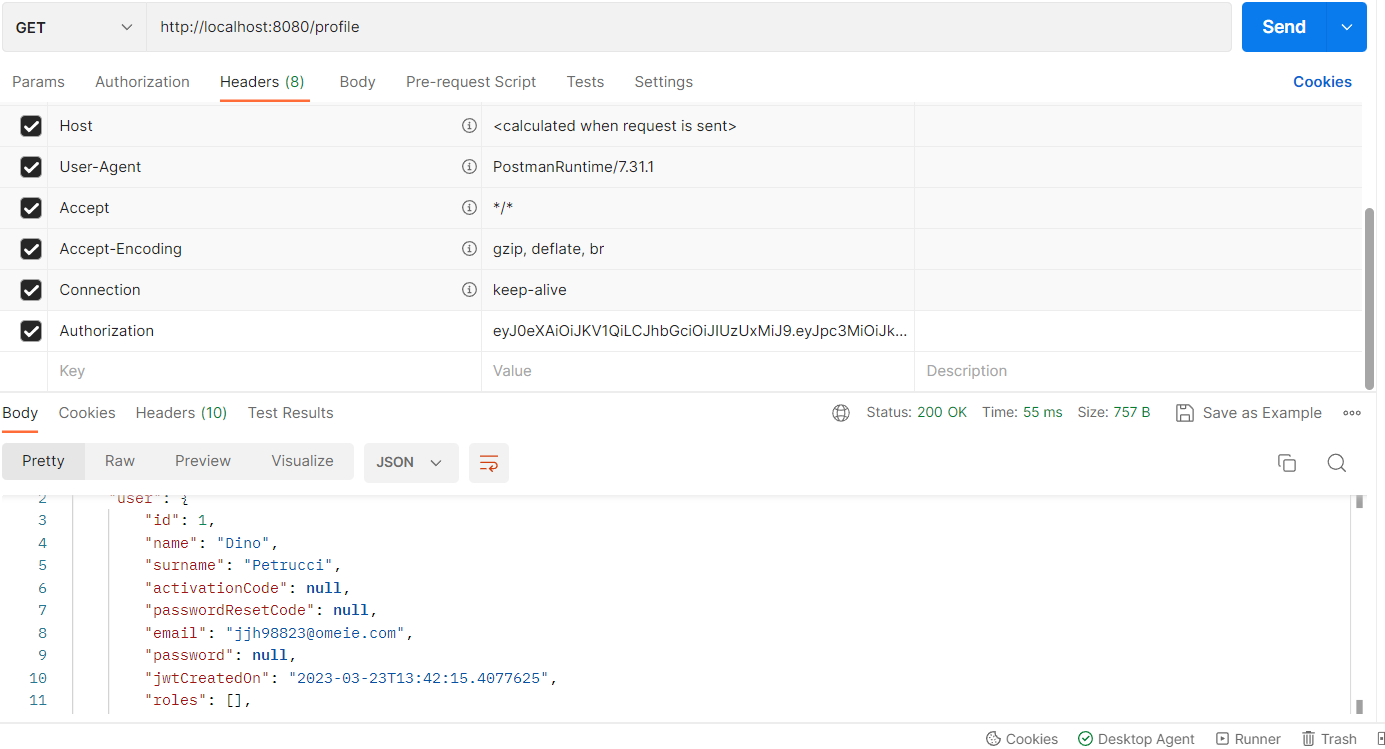 GET http://localhost:8080/profile Send
Params Authorization Headers (8) Body Pre-request Script Tests Settings Cookies
Host <calculated when request is sent>
User-Agent PostmanRuntime/7.31.1
Accept */*
Accept-Encoding gzip, deflate, br
Connection keep-alive
Authorization eyJ0eXAiOiJKV1QiLCJhbGciOiJIUzUxMiJ9.eyJpc3MiOiJk...
Key Value Description
Body Cookies Headers (10) Test Results Status: 200 OK Time: 55 ms Size: 757 B Save as Example
Pretty Raw Preview Visualize JSON
2 "user": {
3 "id": 1,
4 "name": "Dino",
5 "surname": "Petrucci",
6 "activationCode": null,
7 "passwordResetCode": null,
8 "email": "jjh98823@omeie.com",
9 "password": null,
10 "jwtCreatedOn": "2023-03-23T13:42:15.4077625",
11 "roles": [],
Cookies Desktop Agent Runner Trash